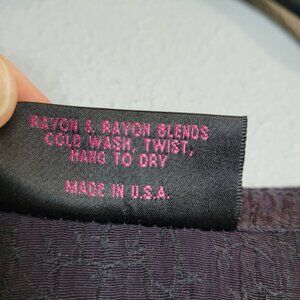 RAYON & RAYON BLENDS
COLD WASH, TWIST,
HANG TO DRY
MADE IN U.S.A.